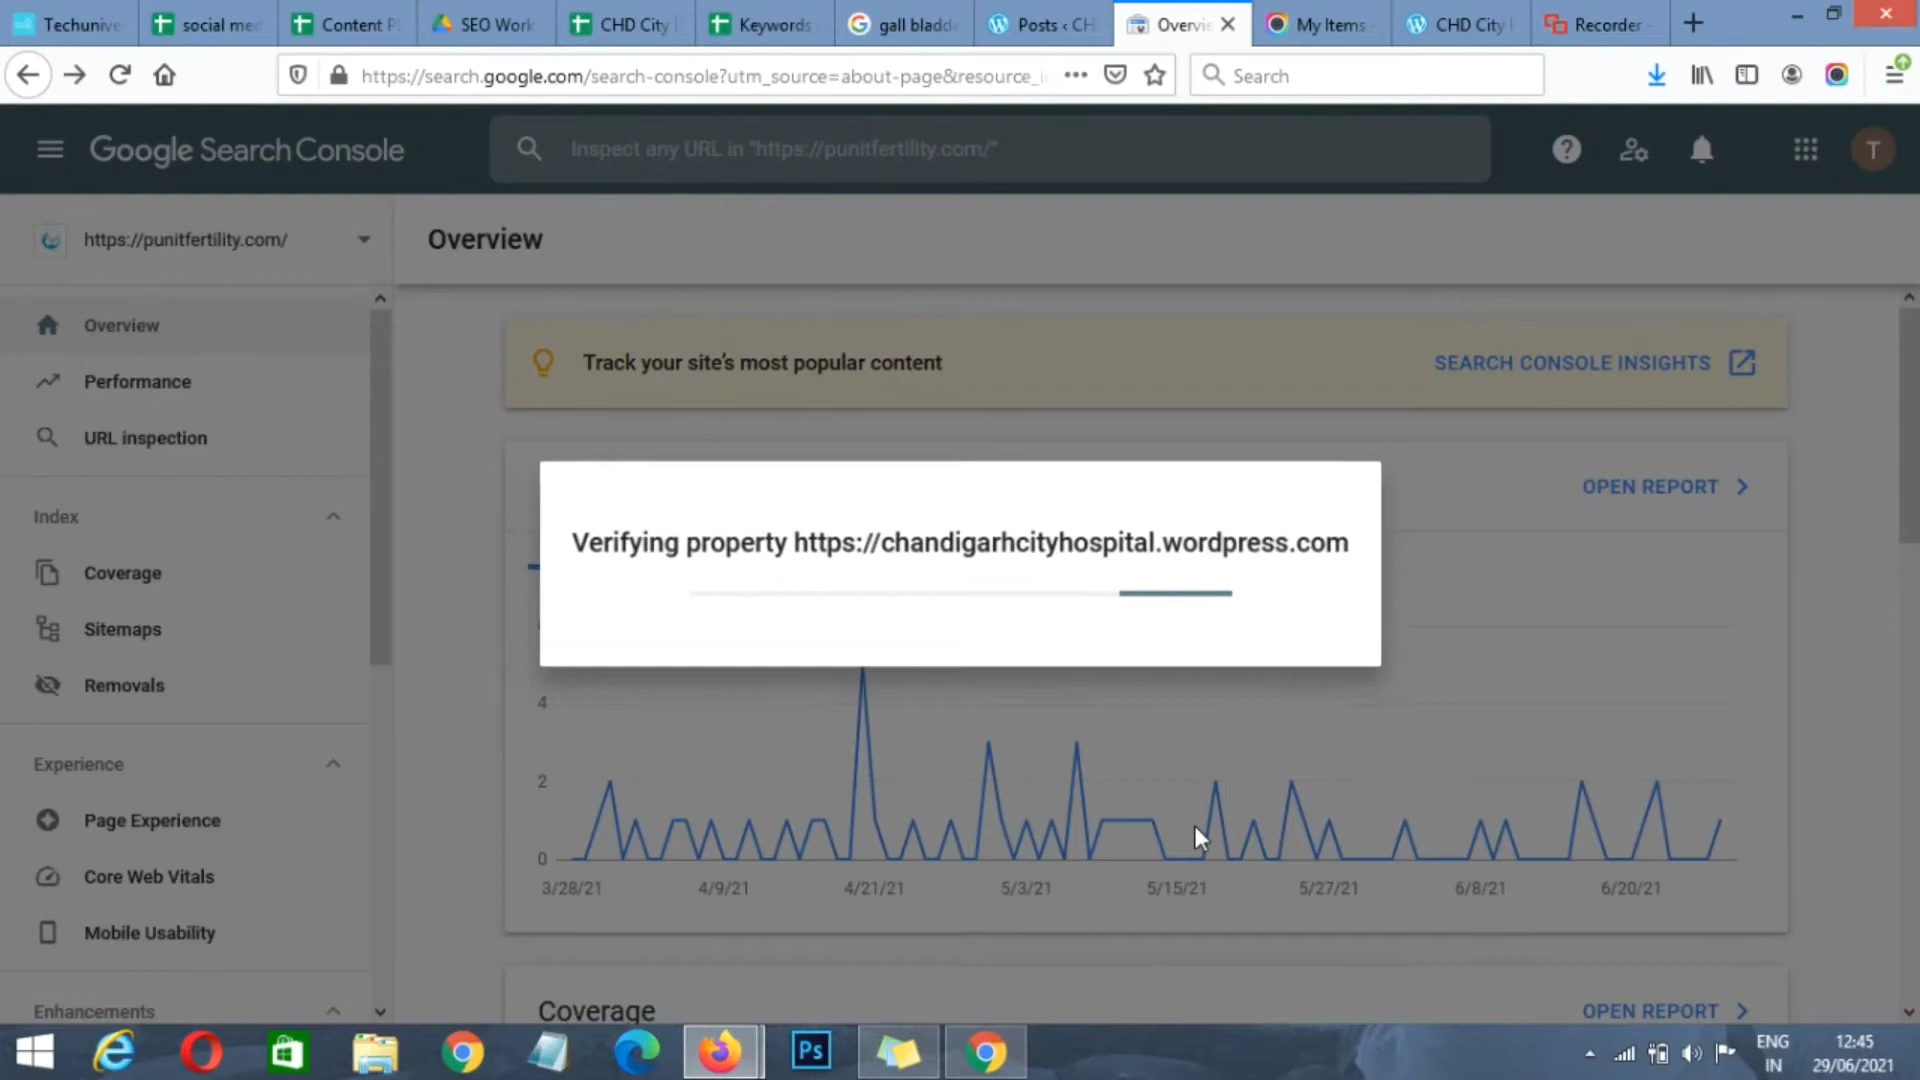 Techunive
social med
Content P
SEO Work
CHD City
Keywords
gall bladd
Posts ‹ CH
Overvi
My Items
CHD City
Recorder
https://search.google.com/search-console?utm_source=about-page&resource_i
Search
Google Search Console
Inspect any URL in "https://punitfertility.com/"
T
https://punitfertility.com/
Overview
Overview
Performance
URL inspection
Index
Coverage
Sitemaps
Removals
Experience
Page Experience
Core Web Vitals
Mobile Usability
Enhancements
Track your site's most popular content
SEARCH CONSOLE INSIGHTS
OPEN REPORT
Verifying property https://chandigarhcityhospital.wordpress.com
4
2
0
3/28/21 4/9/21 4/21/21 5/3/21 5/15/21 5/27/21 6/8/21 6/20/21
Coverage
OPEN REPORT
Ps
ENG
IN
12:45
29/06/2021